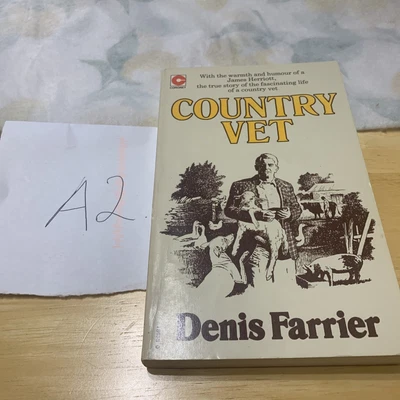 With the warmth and humour of a
James Herriott,
the true story of the fascinating life
of a country vet
COUNTRY
VET
Denis Farrier
A2